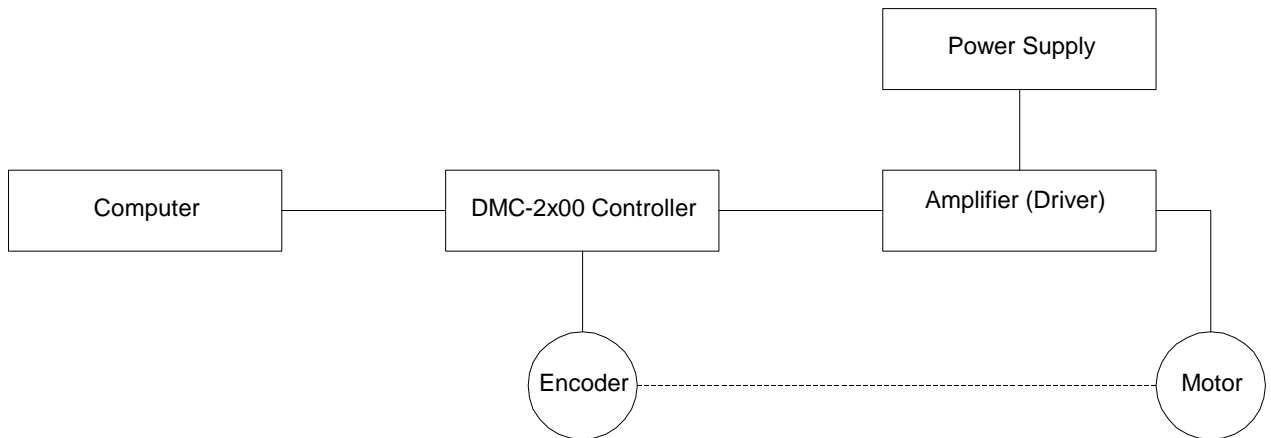 Power Supply
Computer
DMC-2x00 Controller
Amplifier (Driver)
Encoder
Motor